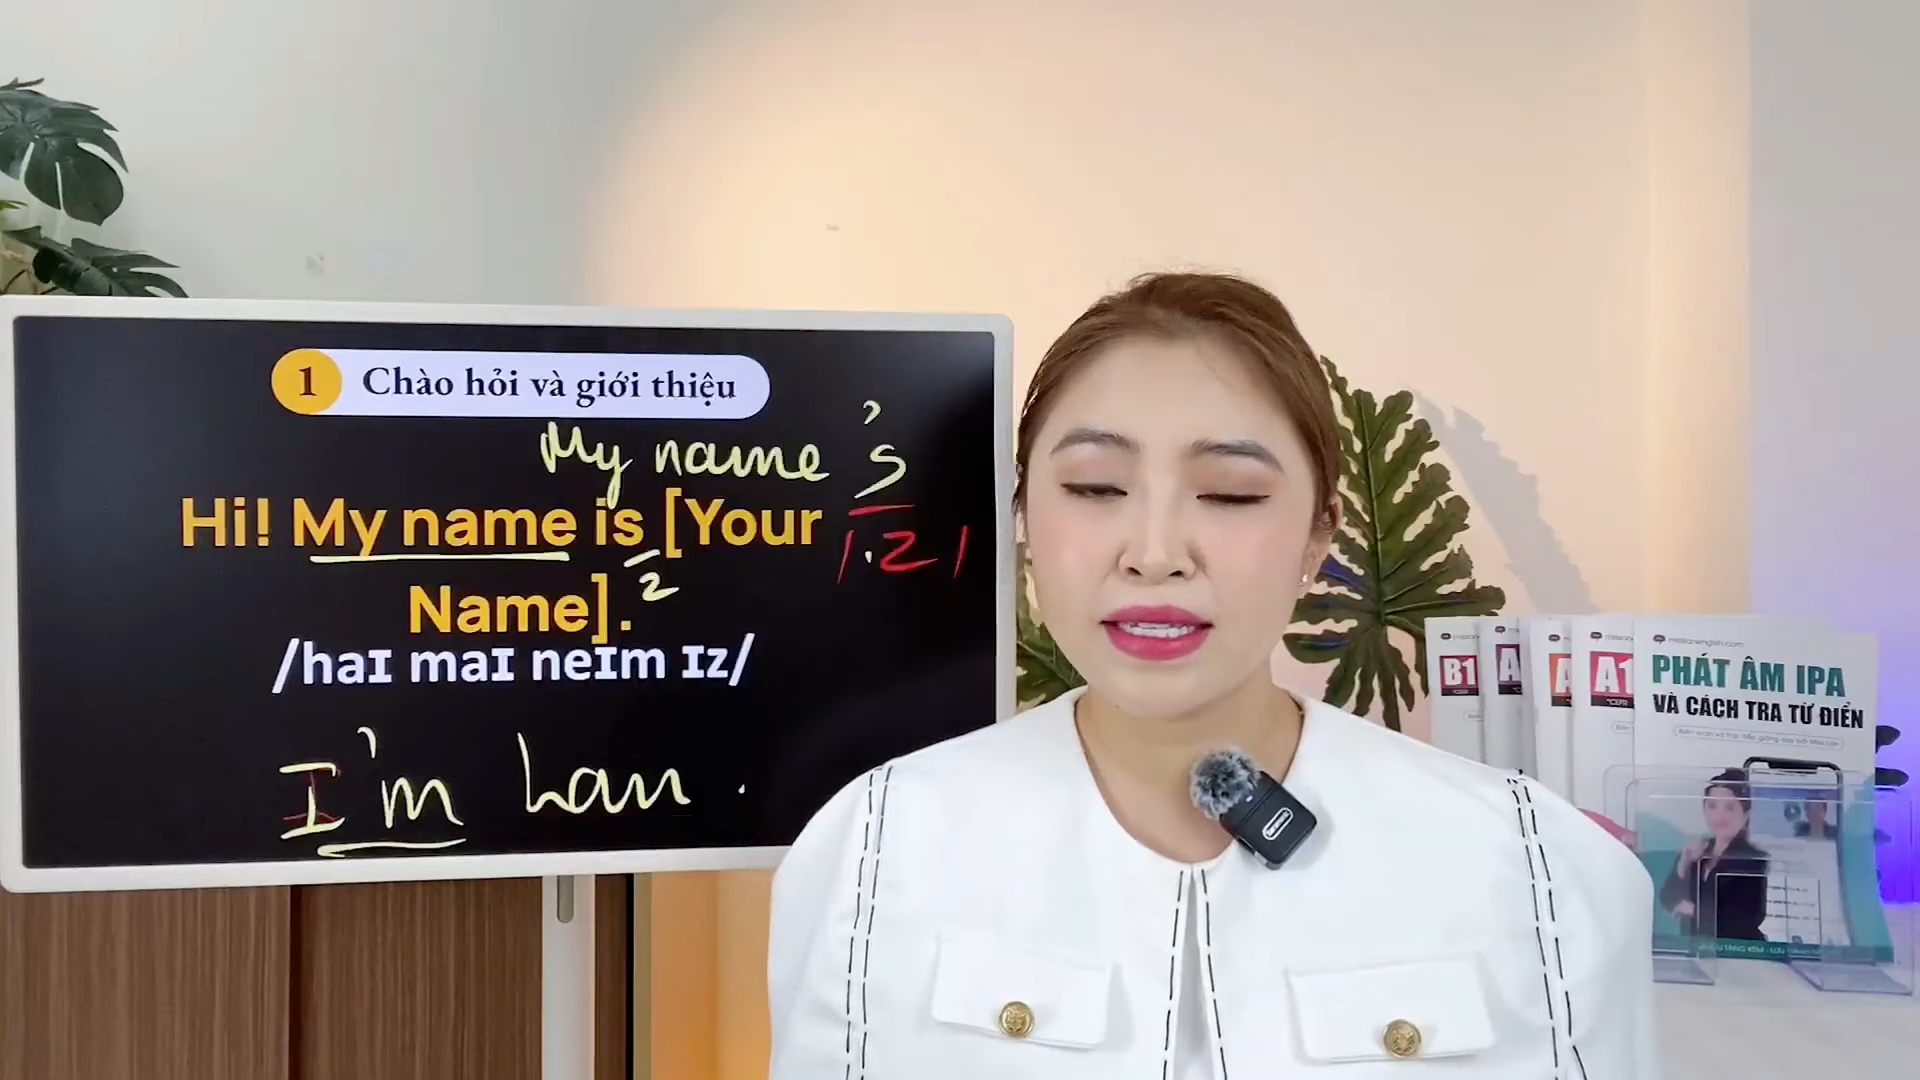 1 Chào hỏi và giới thiệu
My name's
Hi! My name is [Your
/z/
z
Name].
/haɪ maɪ neɪm ɪz/
I'm Lan.
B1
A
A
A1
PHÁT ÂM IPA
VÀ CÁCH TRA TỪ ĐIỂN